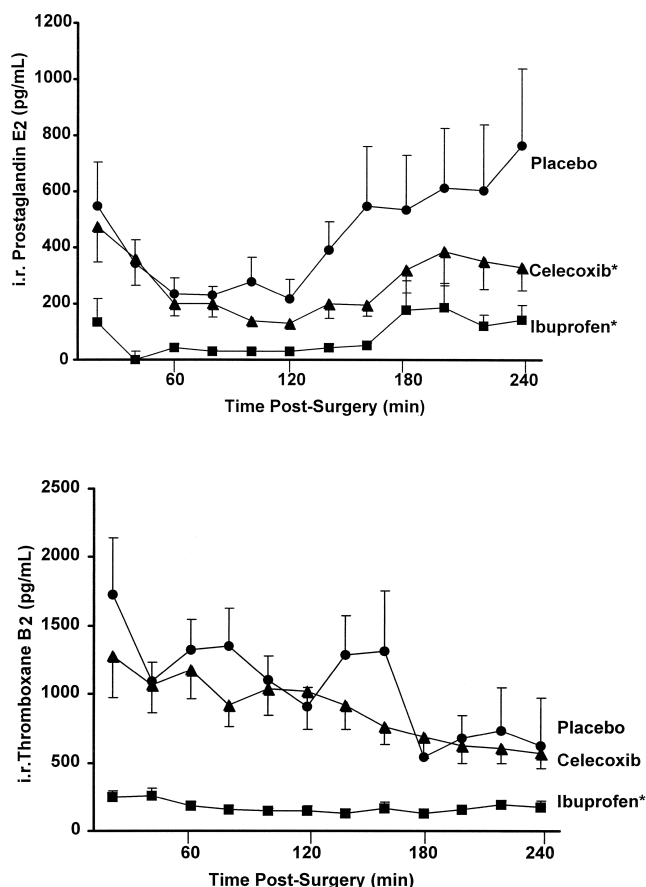 1200
1000
800
600
400
200
0
i.r. Prostaglandin E2 (pg/mL)
Placebo
Celecoxib*
Ibuprofen*
60 120 180 240
Time Post-Surgery (min)
2500
2000
1500
1000
500
0
i.r.Thromboxane B2 (pg/mL)
Placebo
Celecoxib
Ibuprofen*
60 120 180 240
Time Post-Surgery (min)